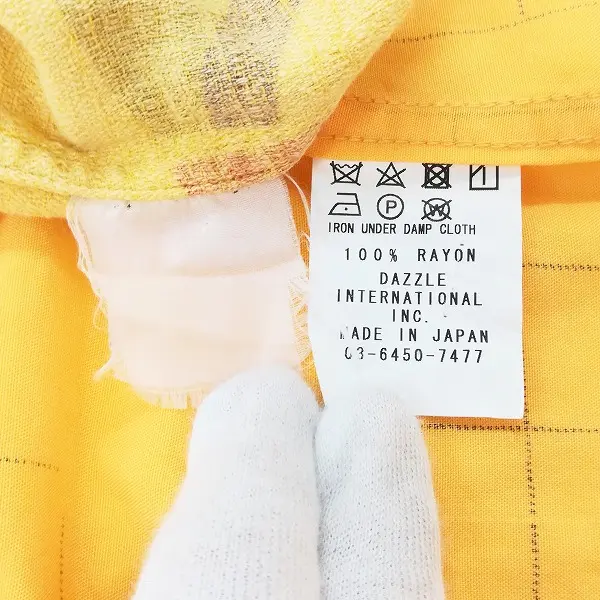 IRON UNDER DAMP CLOTH
100% RAYON
DAZZLE
INTERNATIONAL
INC.
MADE IN JAPAN
03-6450-7477